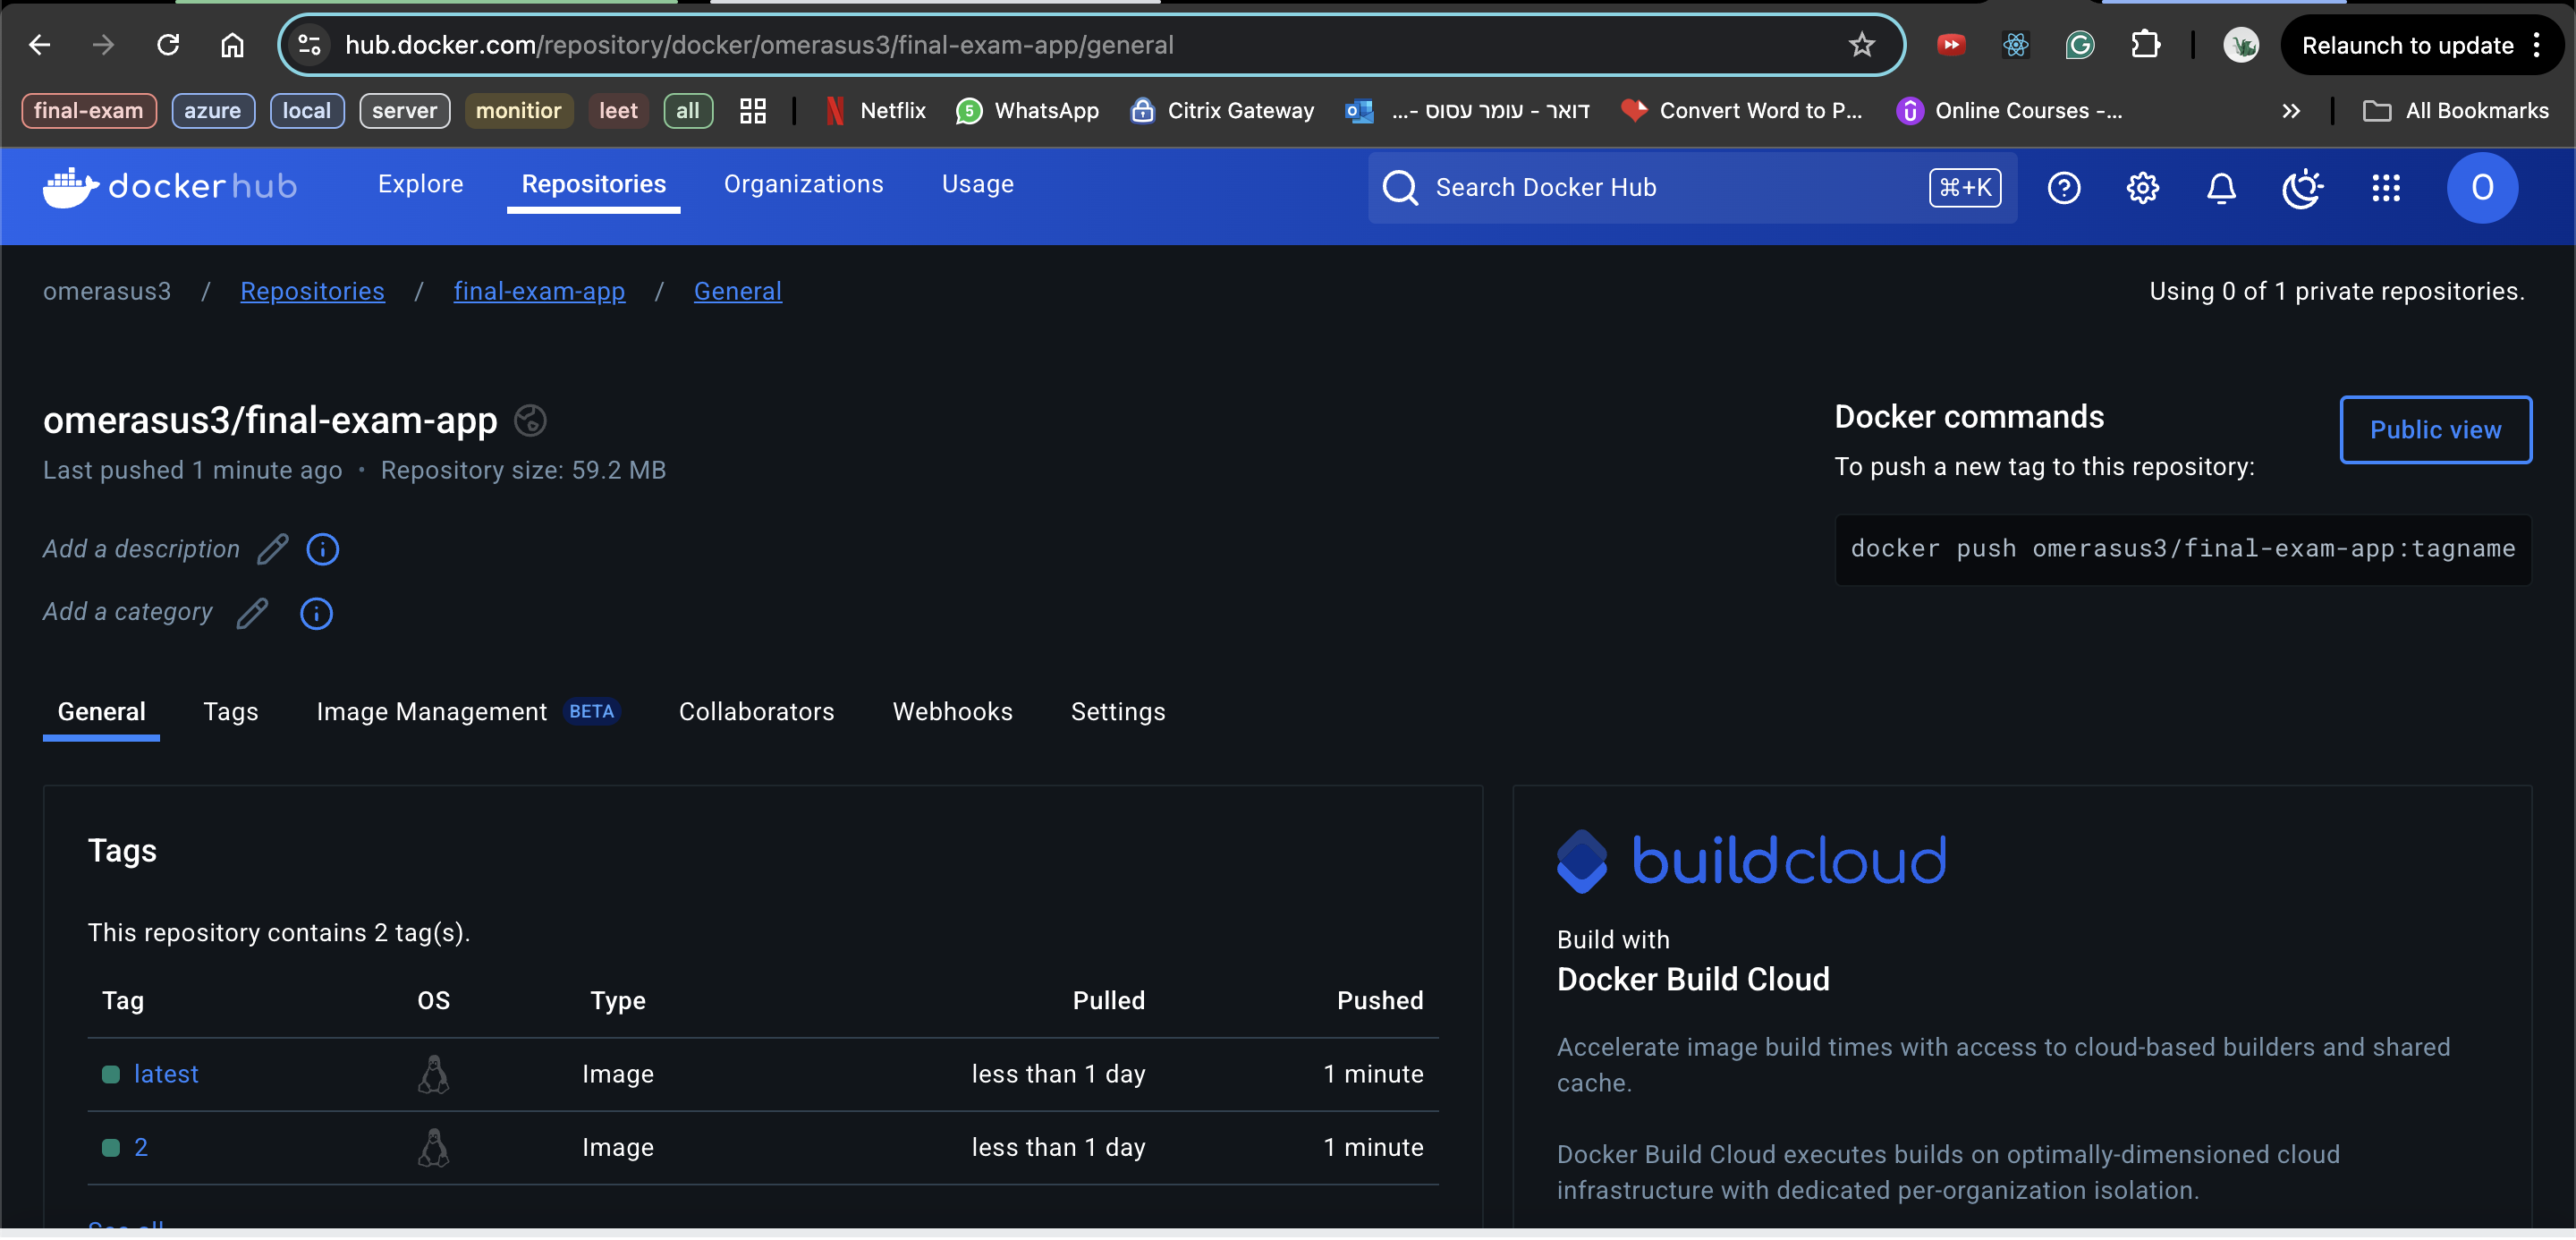 hub.docker.com/repository/docker/omerasus3/final-exam-app/general
Relaunch to update
final-exam azure local server monitior leet all Netflix 5 WhatsApp Citrix Gateway דואר - עומר עסוס -... Convert Word to P... Online Courses -... All Bookmarks
dockerhub Explore Repositories Organizations Usage Search Docker Hub ⌘+K O
omerasus3 / Repositories / final-exam-app / General Using 0 of 1 private repositories.
omerasus3/final-exam-app
Last pushed 1 minute ago • Repository size: 59.2 MB
Add a description
Add a category
Docker commands
Public view
To push a new tag to this repository:
docker push omerasus3/final-exam-app:tagname
General Tags Image Management BETA Collaborators Webhooks Settings
Tags
This repository contains 2 tag(s).
Tag OS Type Pulled Pushed
latest Image less than 1 day 1 minute
2 Image less than 1 day 1 minute
See all
buildcloud
Build with
Docker Build Cloud
Accelerate image build times with access to cloud-based builders and shared
cache.
Docker Build Cloud executes builds on optimally-dimensioned cloud
infrastructure with dedicated per-organization isolation.